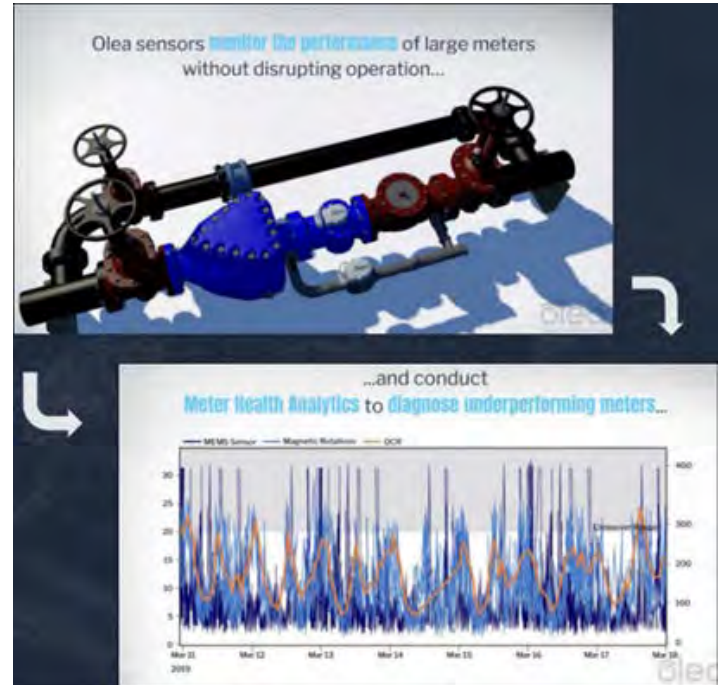 Olea sensors monitor the performance of large meters
without disrupting operation...
olea
...and conduct
Meter Health Analytics to diagnose underperforming meters...
MEMS Sensor Magnetic Rotations OCR
30
25
20
15
10
5
0
400
300
200
100
0
Mar 11 Mar 12 Mar 13 Mar 14 Mar 15 Mar 16 Mar 17 Mar 18
2019
olea